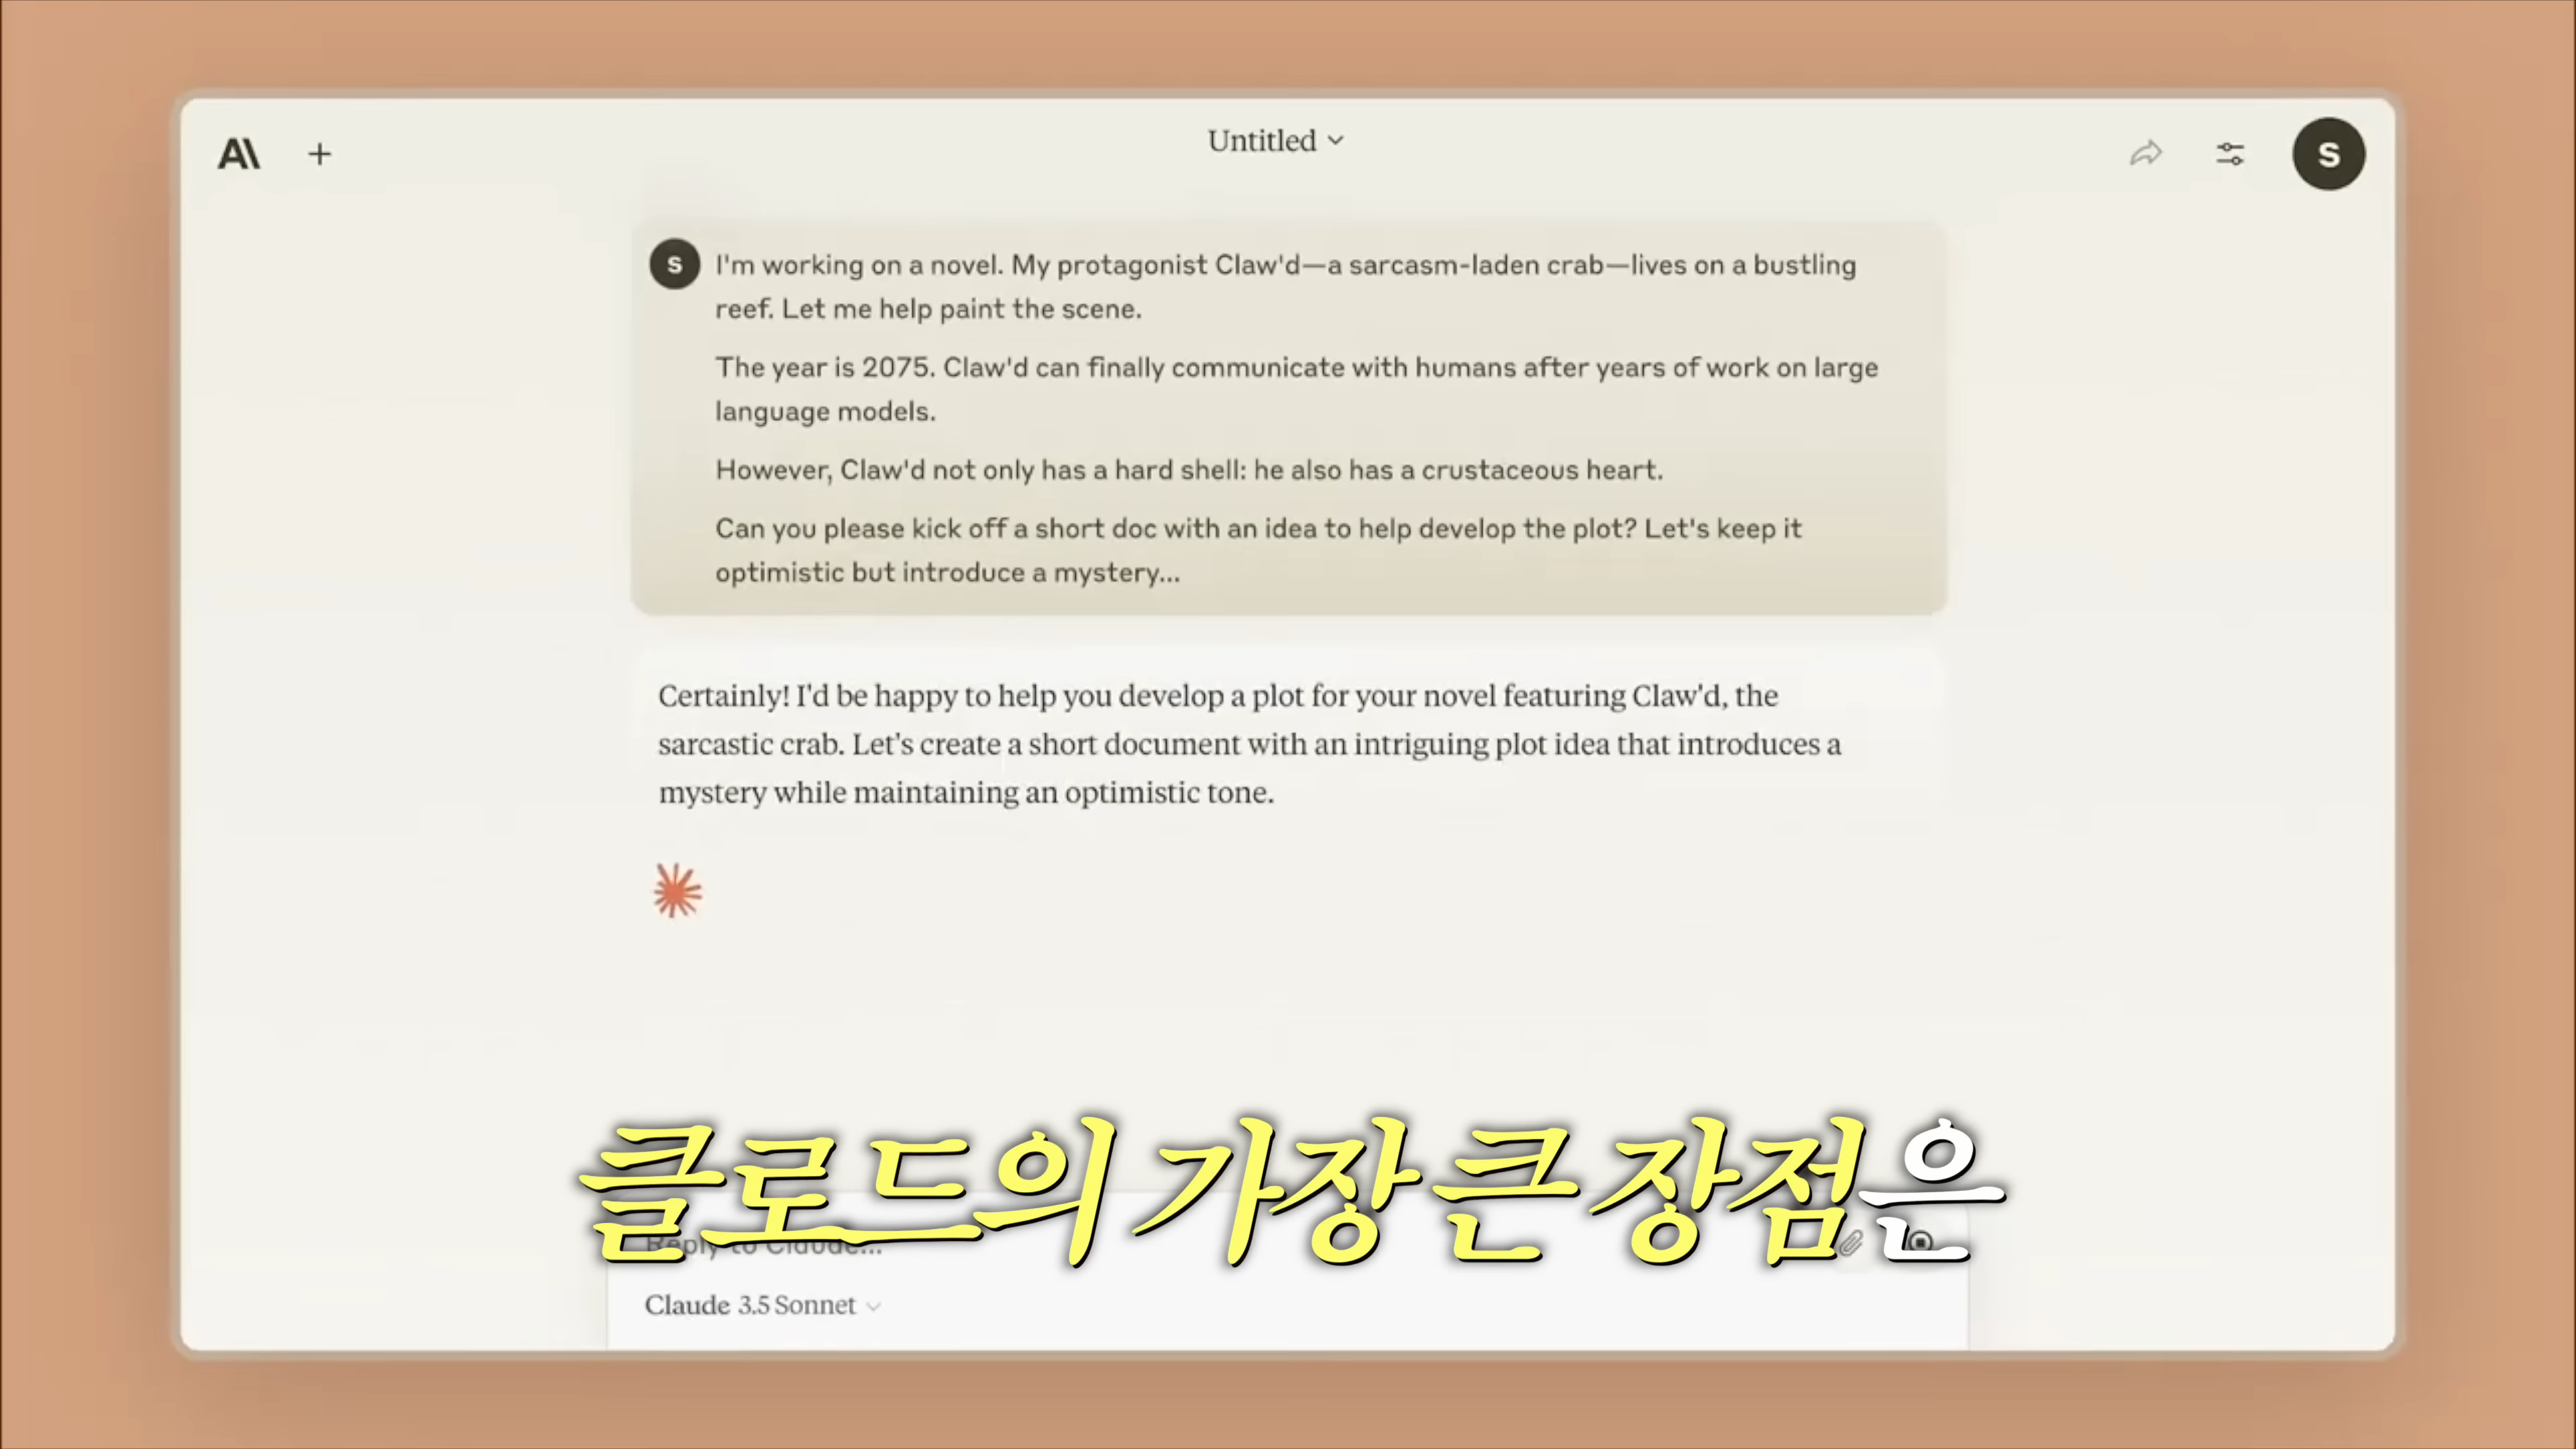 A\
Untitled
S
S
I'm working on a novel. My protagonist Claw'd—a sarcasm-laden crab—lives on a bustling
reef. Let me help paint the scene.
The year is 2075. Claw'd can finally communicate with humans after years of work on large
language models.
However, Claw'd not only has a hard shell: he also has a crustaceous heart.
Can you please kick off a short doc with an idea to help develop the plot? Let's keep it
optimistic but introduce a mystery...
Certainly! I'd be happy to help you develop a plot for your novel featuring Claw'd, the
sarcastic crab. Let's create a short document with an intriguing plot idea that introduces a
mystery while maintaining an optimistic tone.
클로드의 가장 큰 장점은
Reply to Claude...
Claude 3.5 Sonnet